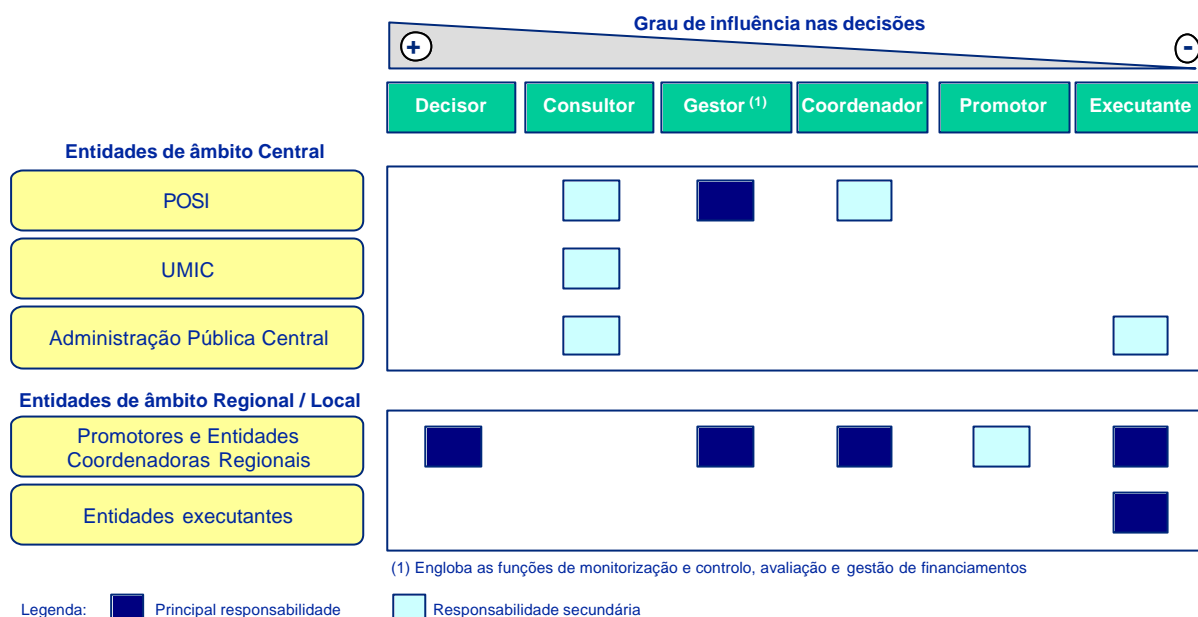 Grau de influência nas decisões
+
-
Decisor
Consultor
Gestor (1)
Coordenador
Promotor
Executante
Entidades de âmbito Central
POSI
UMIC
Administração Pública Central
Entidades de âmbito Regional / Local
Promotores e Entidades
Coordenadoras Regionais
Entidades executantes
(1) Engloba as funções de monitorização e controlo, avaliação e gestão de financiamentos
Legenda:
Principal responsabilidade
Responsabilidade secundária